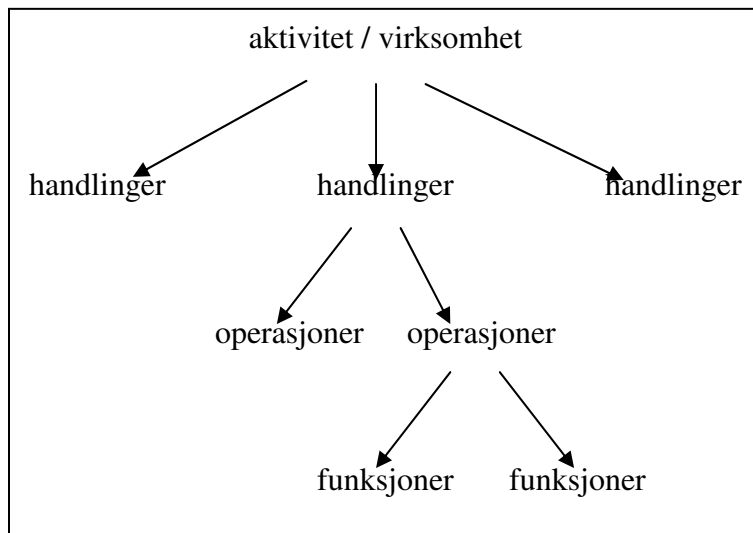 aktivitet / virksomhet
handlinger handlinger handlinger
operasjoner operasjoner
funksjoner funksjoner